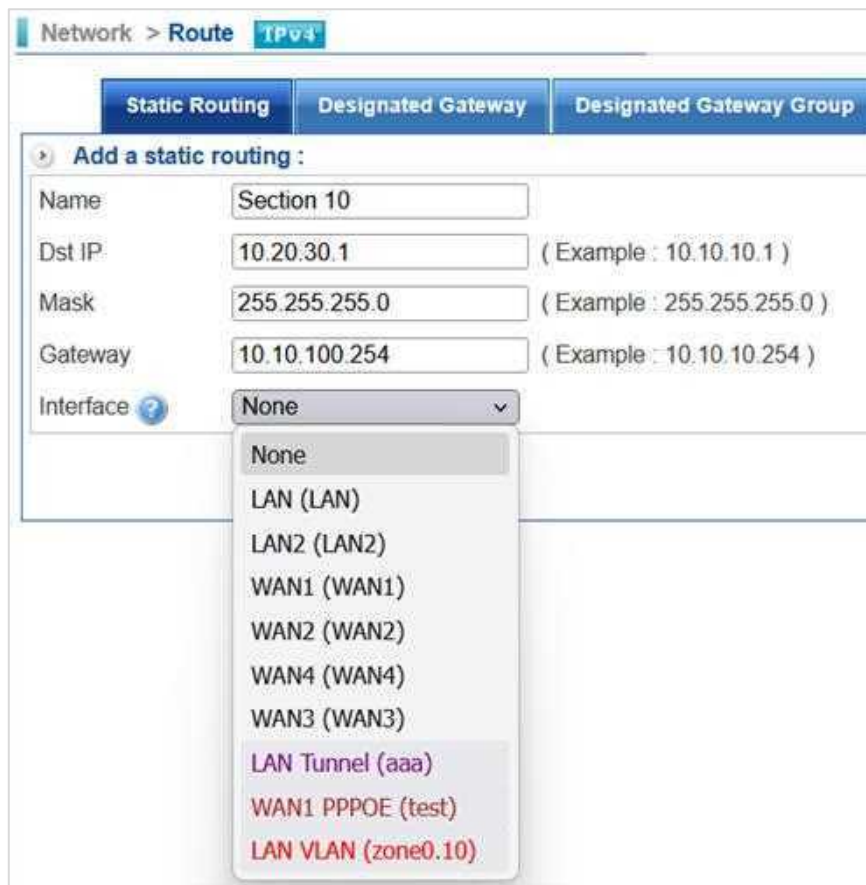 Network > Route IPv4
Static Routing Designated Gateway Designated Gateway Group
Add a static routing :
Name Section 10
Dst IP 10.20.30.1 ( Example : 10.10.10.1 )
Mask 255.255.255.0 ( Example : 255.255.255.0 )
Gateway 10.10.100.254 ( Example : 10.10.10.254 )
Interface ? None
None
LAN (LAN)
LAN2 (LAN2)
WAN1 (WAN1)
WAN2 (WAN2)
WAN4 (WAN4)
WAN3 (WAN3)
LAN Tunnel (aaa)
WAN1 PPPOE (test)
LAN VLAN (zone0.10)